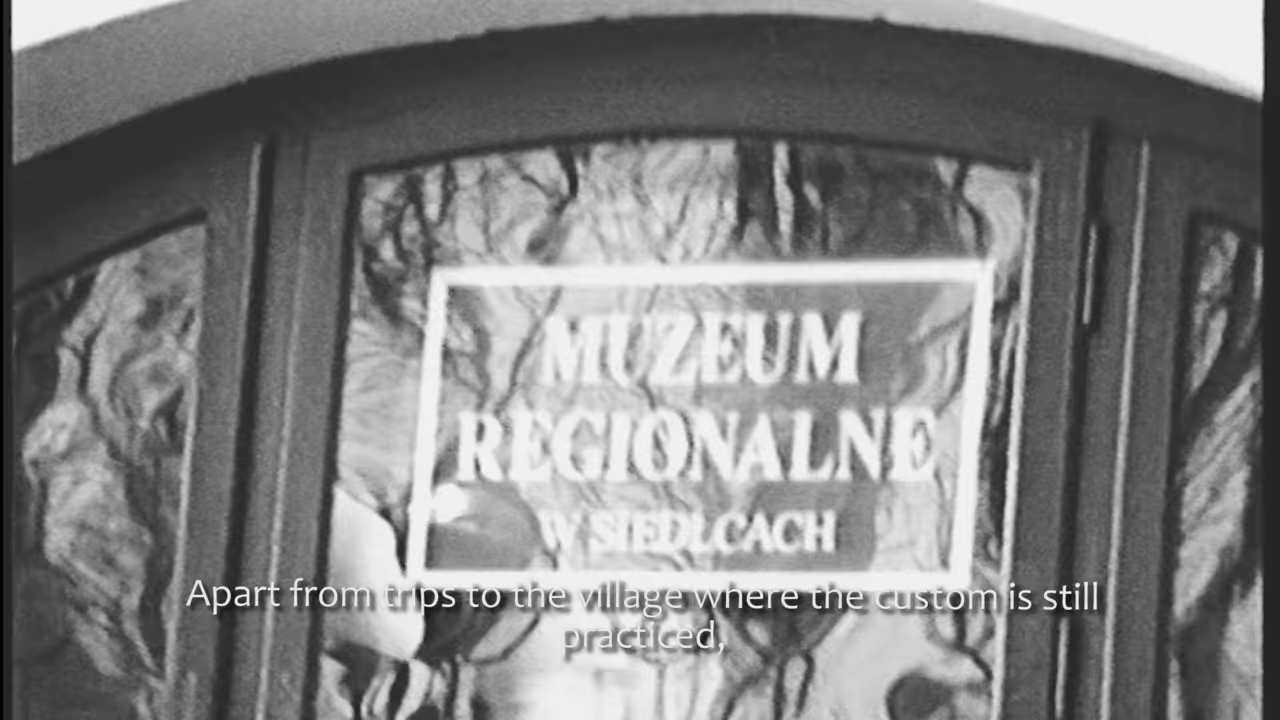 MUZEUM
REGIONALNE
W SIEDLCACH
Apart from trips to the village where the custom is still
practiced,